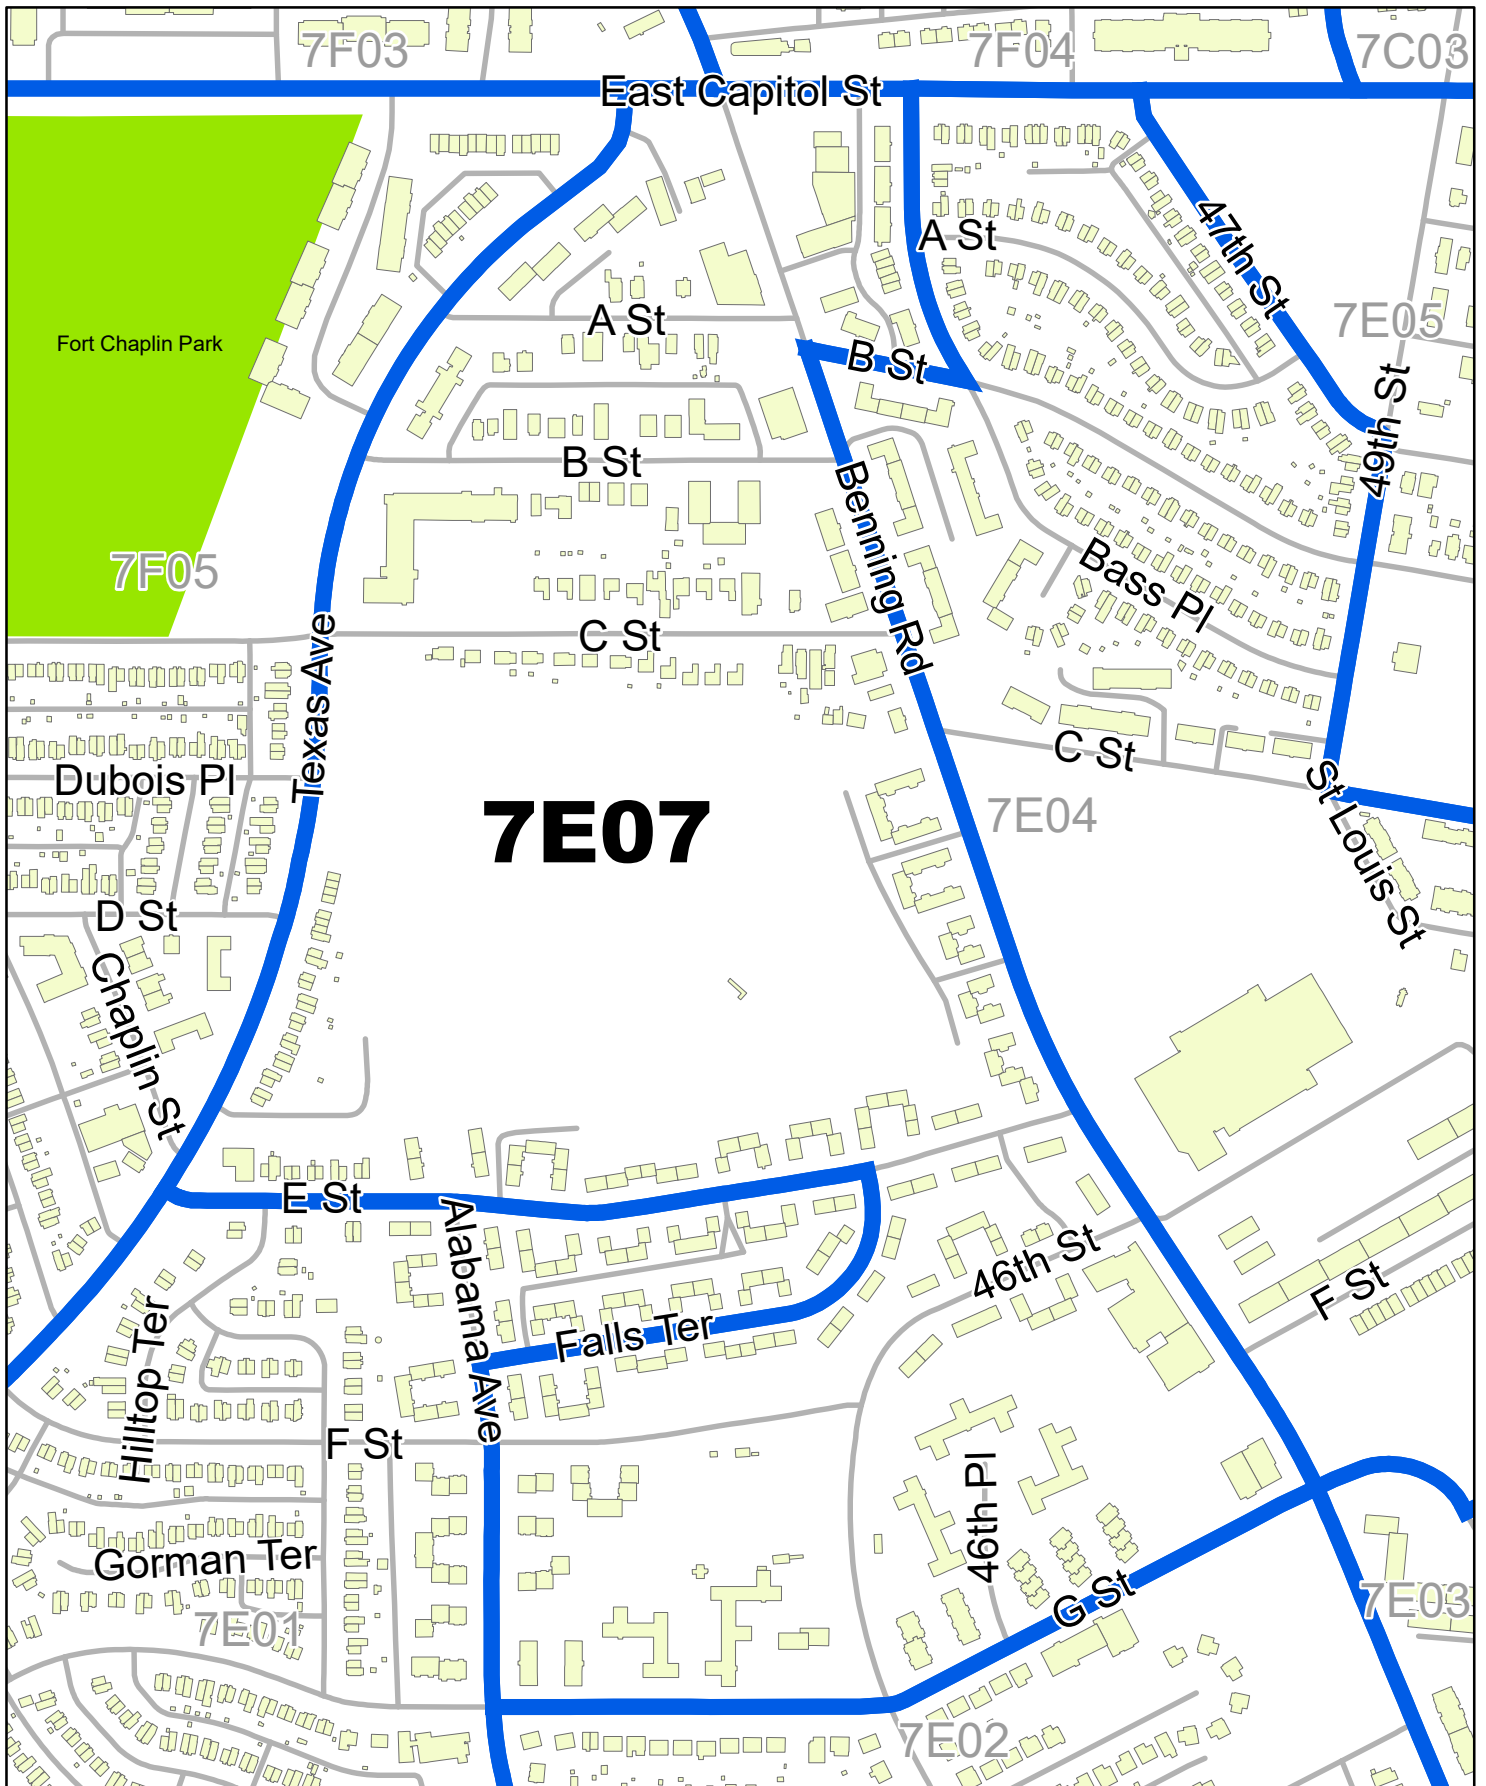 7F03
7F04
7C03
East Capitol St
47th St
A St
7E05
A St
Fort Chaplin Park
B St
49th St
B St
Benning Rd
7F05
Bass Pl
C St
Texas Ave
C St
Dubois Pl
7E07
7E04
St Louis St
D St
Chaplin St
E St
Alabama Ave
46th St
F St
Falls Ter
Hilltop Ter
F St
46th Pl
Gorman Ter
G St
7E03
7E01
7E02